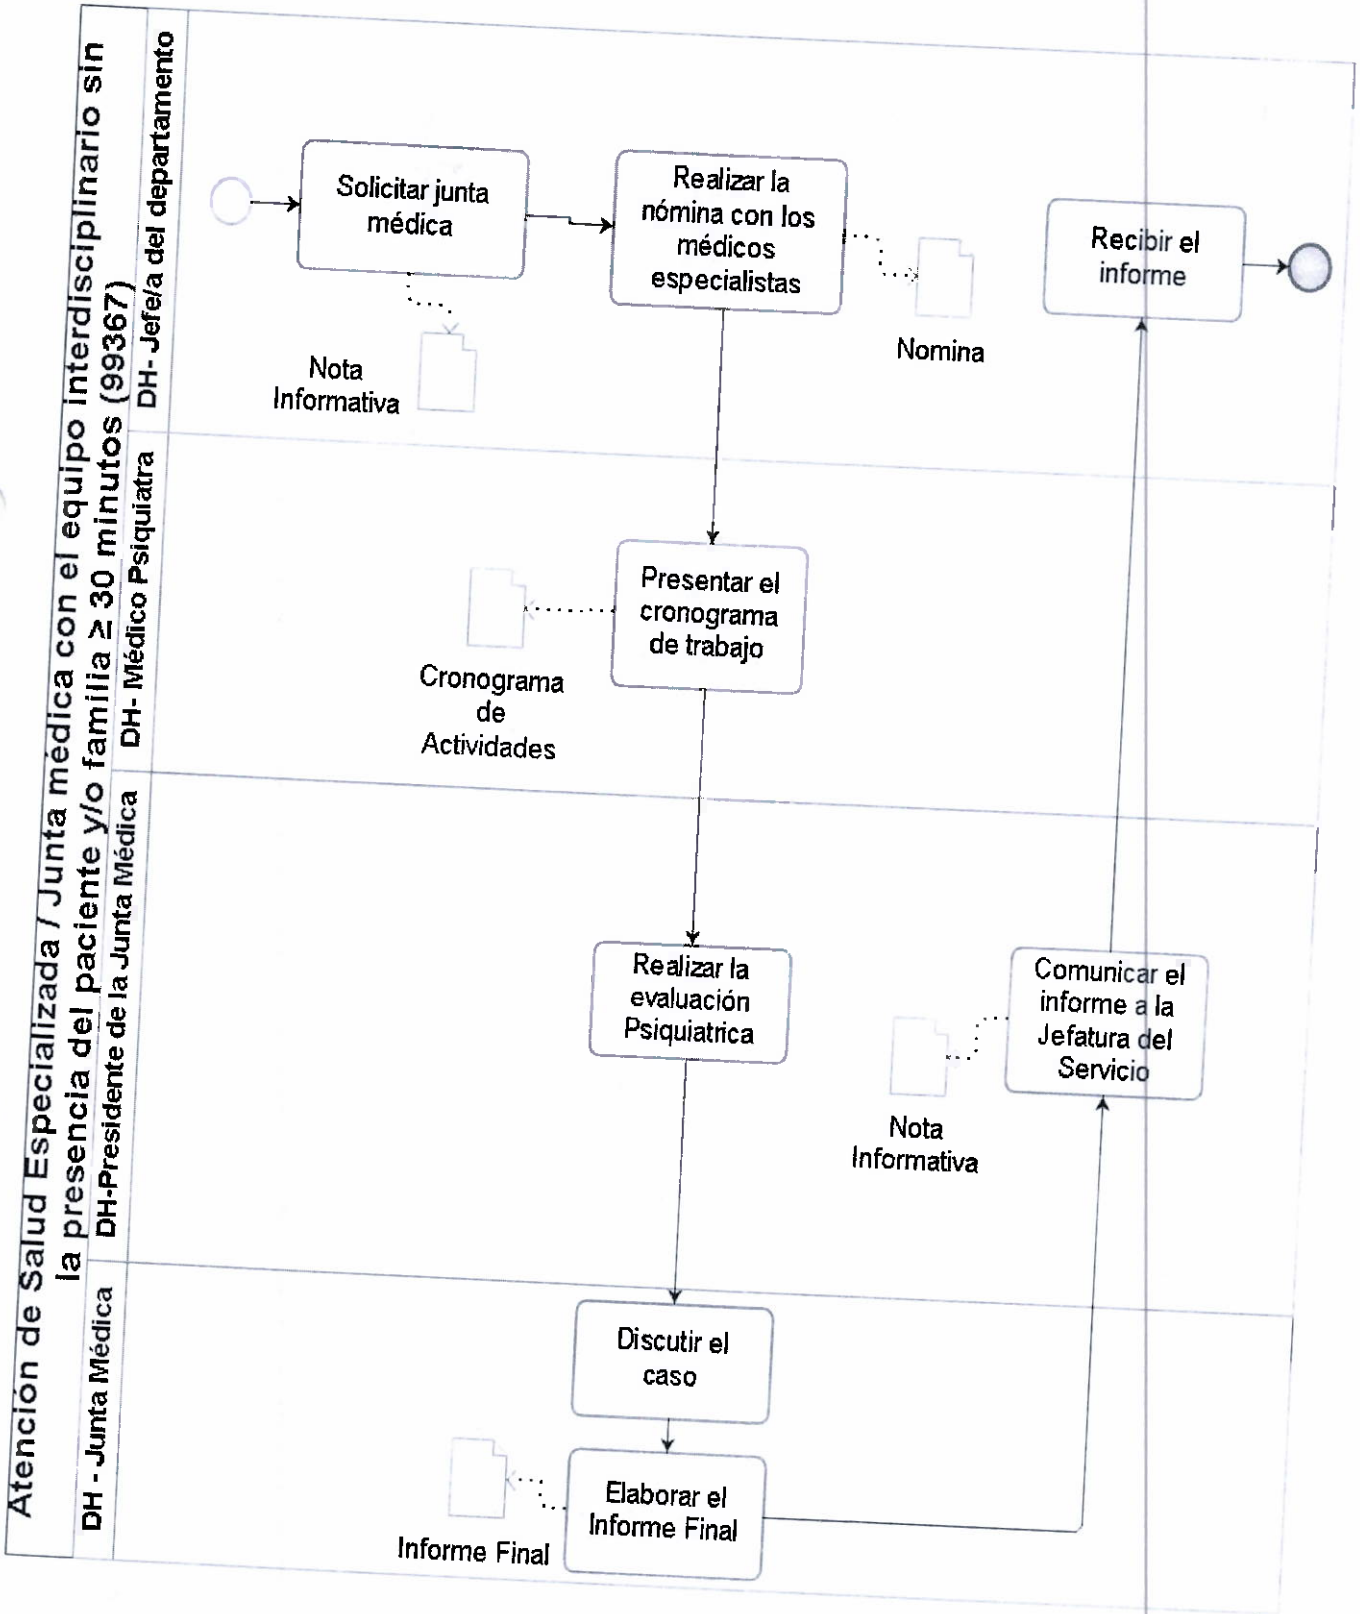 Atención de Salud Especializada / Junta médica con el equipo interdisciplinario sin
la presencia del paciente y/o familia ≥ 30 minutos (99367)
DH- Jefe/a del departamento
Solicitar junta
médica
Realizar la
nómina con los
médicos
especialistas
Recibir el
informe
Nota
Informativa
Nomina
DH- Médico Psiquiatra
Presentar el
cronograma
de trabajo
Cronograma
de
Actividades
DH-Presidente de la Junta Médica
Realizar la
evaluación
Psiquiatrica
Comunicar el
informe a la
Jefatura del
Servicio
Nota
Informativa
DH - Junta Médica
Discutir el
caso
Elaborar el
Informe Final
Informe Final